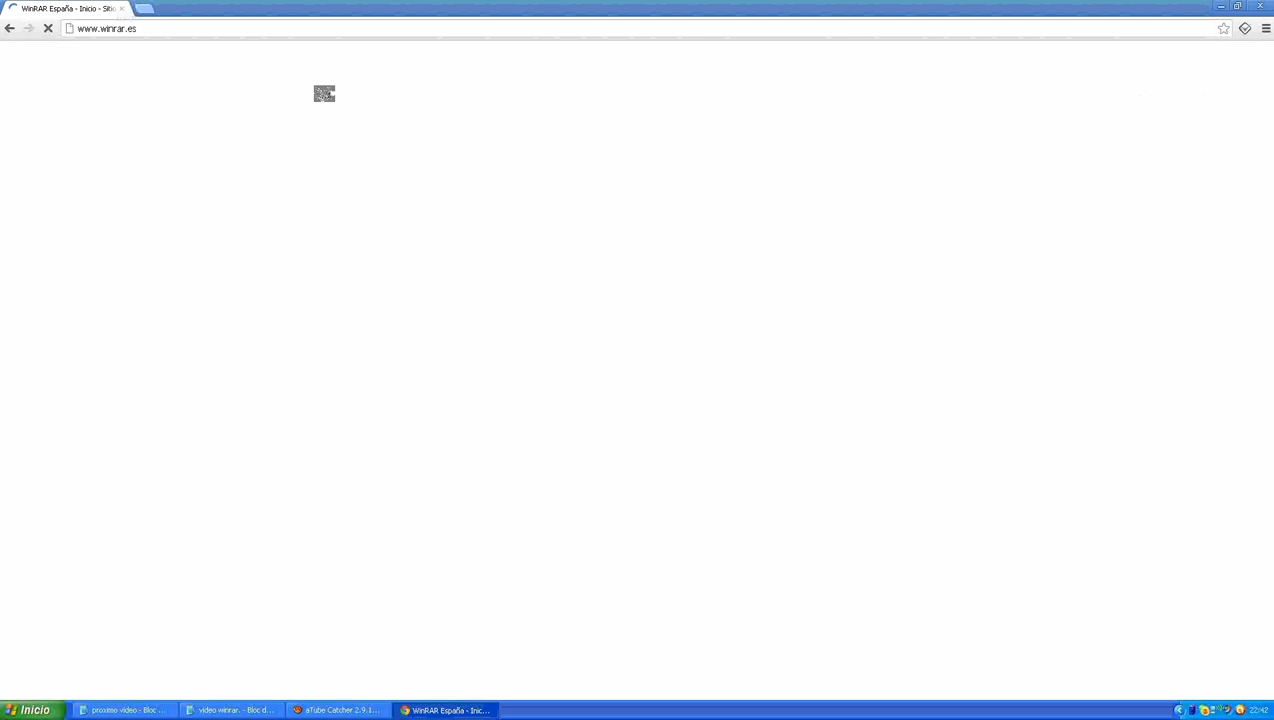 WinRAR España - Inicio - Sitio
www.winrar.es
Inicio
proximo video - Bloc ...
video winrar. - Bloc d...
aTube Catcher 2.9.1...
WinRAR España - Inic...
22:42